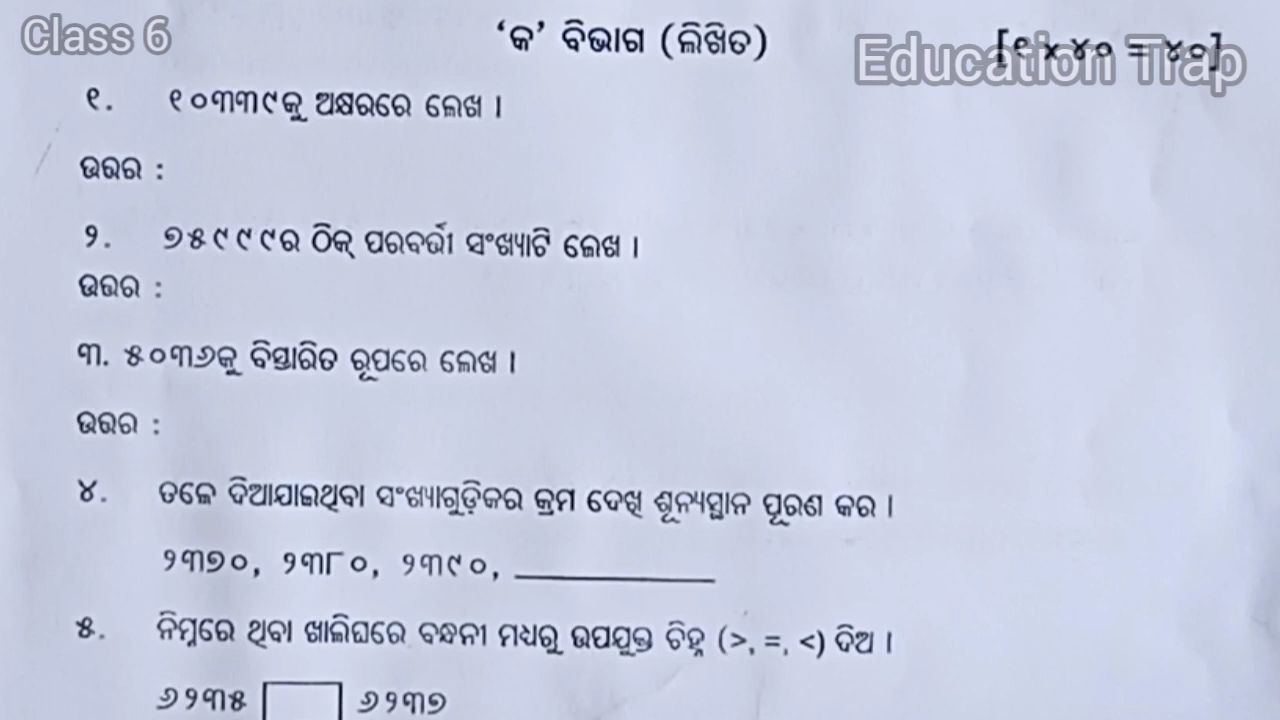 Class 6
'କ' ବିଭାଗ (ଲିଖିତ)
[୧ x ୪୦ = ୪୦]
Education Trap
୧. ୧୦୩୩୯କୁ ଅକ୍ଷରରେ ଲେଖ ।
ଉତ୍ତର :
୨. ୭୫୯୯୯ର ଠିକ୍ ପରବର୍ତ୍ତୀ ସଂଖ୍ୟାଟି ଲେଖ ।
ଉତ୍ତର :
୩. ୫୦୩୬କୁ ବିସ୍ତାରିତ ରୂପରେ ଲେଖ ।
ଉତ୍ତର :
୪. ତଳେ ଦିଆଯାଇଥିବା ସଂଖ୍ୟାଗୁଡ଼ିକର କ୍ରମ ଦେଖି ଶୂନ୍ୟସ୍ଥାନ ପୂରଣ କର ।
୨୩୭୦, ୨୩୮୦, ୨୩୯୦, ____________
୫. ନିମ୍ନରେ ଥିବା ଖାଲିଘରେ ବନ୍ଧନୀ ମଧ୍ୟରୁ ଉପଯୁକ୍ତ ଚିହ୍ନ (>, =, <) ଦିଅ ।
୬୨୩୫ ୬୨୩୭